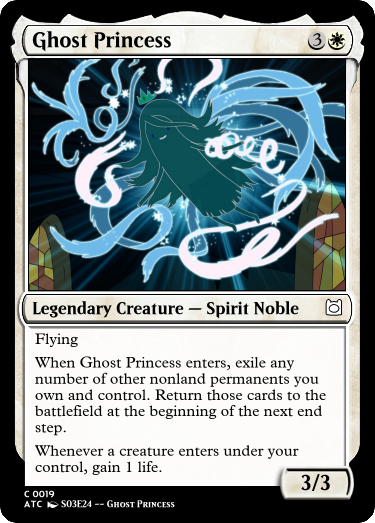 Ghost Princess 3
Legendary Creature — Spirit Noble
Flying
When Ghost Princess enters, exile any
number of other nonland permanents you
own and control. Return those cards to the
battlefield at the beginning of the next end
step.
Whenever a creature enters under your
control, gain 1 life.
3/3
C 0019
ATC S03E24 -- Ghost Princess